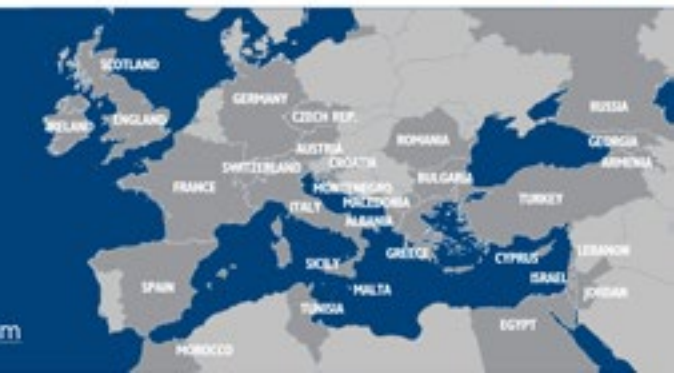 SCOTLAND
IRELAND
ENGLAND
GERMANY
CZECH REP.
RUSSIA
AUSTRIA
ROMANIA
GEORGIA
SWITZERLAND
CROATIA
ARMENIA
FRANCE
MONTENEGRO
BULGARIA
ITALY
MACEDONIA
TURKEY
ALBANIA
GREECE
CYPRUS
LEBANON
SICILY
ISRAEL
SPAIN
MALTA
JORDAN
TUNISIA
EGYPT
m
MOROCCO